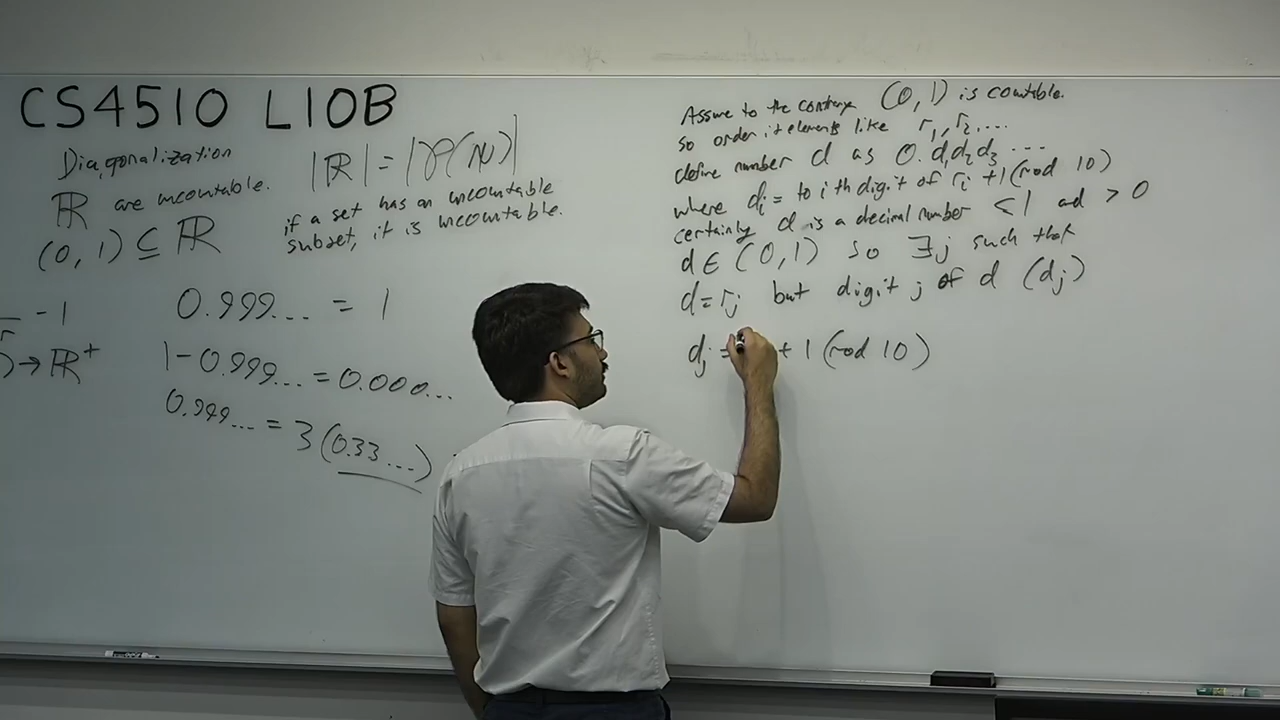 CS4510 L10B
Diagonalization
ℝ are uncountable.
|ℝ| = |𝒫(ℕ)|
(0, 1) ⊆ ℝ
if a set has an uncountable
subset, it is uncountable.
- 1
) → ℝ⁺
0.999... = 1
1 - 0.999... = 0.000...
0.999... = 3 (0.33...)
Assume to the contrary (0, 1) is countable.
so order it elements like r₁, r₂, ...
define number d as 0.d₁d₂d₃ ...
where dᵢ = to ith digit of rᵢ + 1 (mod 10)
certainly d is a decimal number < 1 and > 0
d ∈ (0, 1) so ∃j such that
d = rⱼ but digit j of d (dⱼ)
dⱼ = + 1 (mod 10)